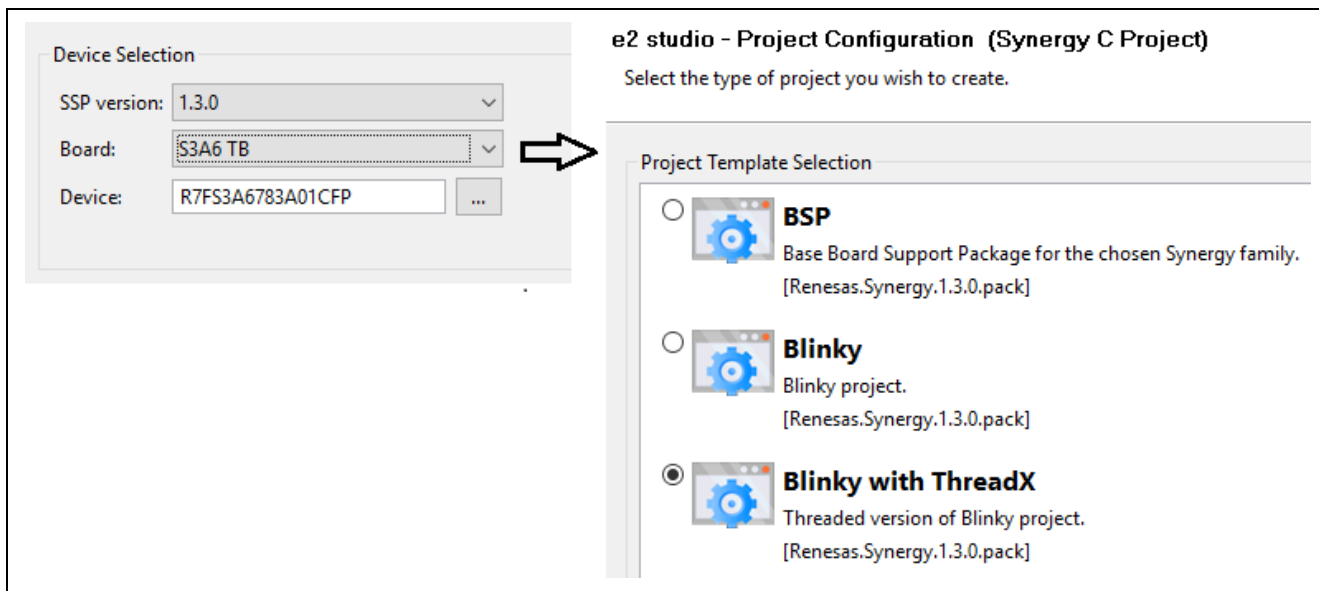 Device Selection
SSP version: 1.3.0
Board: S3A6 TB
Device: R7FS3A6783A01CFP ...
e2 studio - Project Configuration (Synergy C Project)
Select the type of project you wish to create.
Project Template Selection
BSP
Base Board Support Package for the chosen Synergy family.
[Renesas.Synergy.1.3.0.pack]
Blinky
Blinky project.
[Renesas.Synergy.1.3.0.pack]
Blinky with ThreadX
Threaded version of Blinky project.
[Renesas.Synergy.1.3.0.pack]